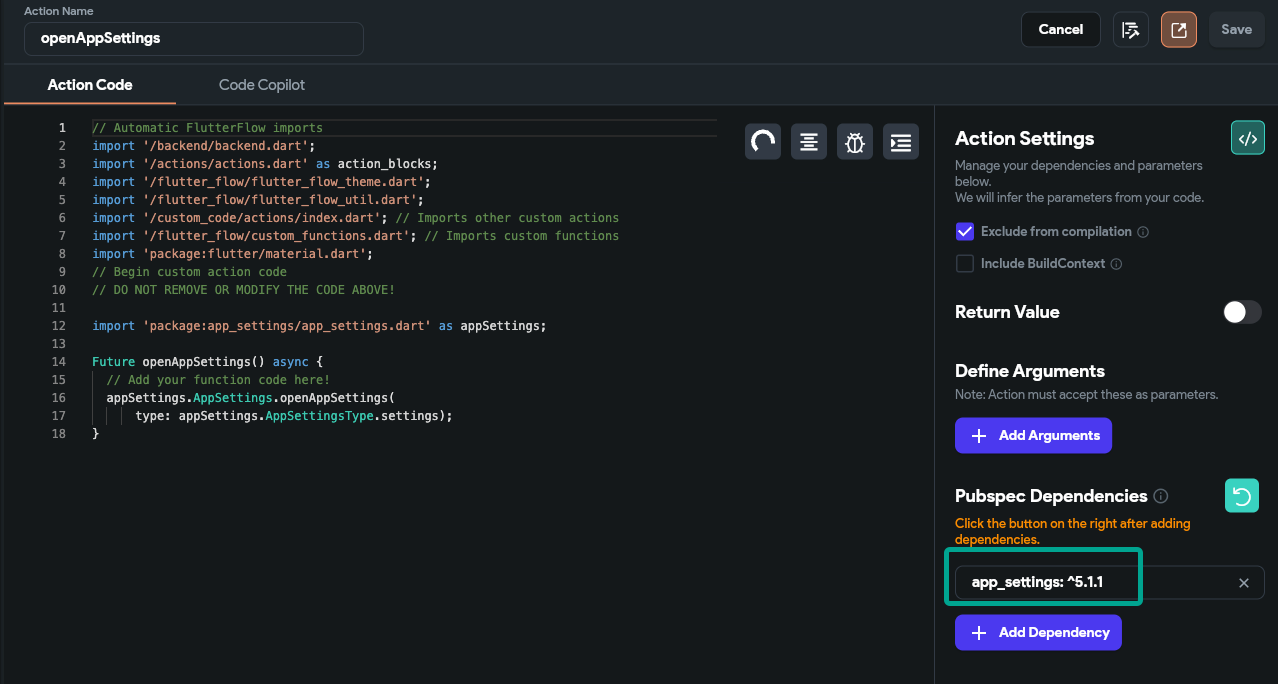 Action Name
openAppSettings
Cancel
Save
Action Code
Code Copilot
1 // Automatic FlutterFlow imports
2 import '/backend/backend.dart';
3 import '/actions/actions.dart' as action_blocks;
4 import '/flutter_flow/flutter_flow_theme.dart';
5 import '/flutter_flow/flutter_flow_util.dart';
6 import '/custom_code/actions/index.dart'; // Imports other custom actions
7 import '/flutter_flow/custom_functions.dart'; // Imports custom functions
8 import 'package:flutter/material.dart';
9 // Begin custom action code
10 // DO NOT REMOVE OR MODIFY THE CODE ABOVE!
11
12 import 'package:app_settings/app_settings.dart' as appSettings;
13
14 Future openAppSettings() async {
15 // Add your function code here!
16 appSettings.AppSettings.openAppSettings(
17 type: appSettings.AppSettingsType.settings);
18 }
Action Settings
</>
Manage your dependencies and parameters
below.
We will infer the parameters from your code.
Exclude from compilation
Include BuildContext
Return Value
Define Arguments
Note: Action must accept these as parameters.
+ Add Arguments
Pubspec Dependencies
Click the button on the right after adding
dependencies.
app_settings: ^5.1.1
+ Add Dependency